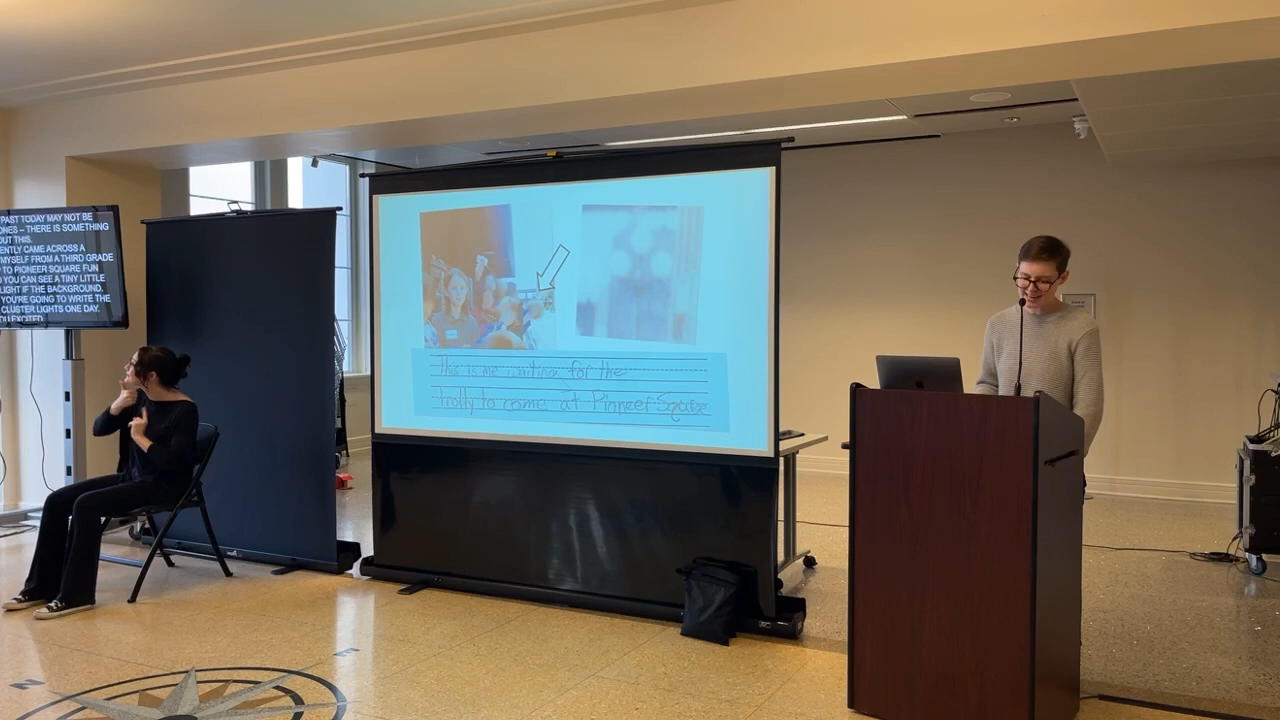 PAST TODAY MAY NOT BE
ONES – THERE IS SOMETHING
OUT THIS.
ENTLY CAME ACROSS A
MYSELF FROM A THIRD GRADE
TO PIONEER SQUARE FUN
YOU CAN SEE A TINY LITTLE
LIGHT IF THE BACKGROUND.
YOU'RE GOING TO WRITE THE
CLUSTER LIGHTS ONE DAY.
OU EXCITED
This is me waiting for the
trolly to come at Pioneer Square
N
E